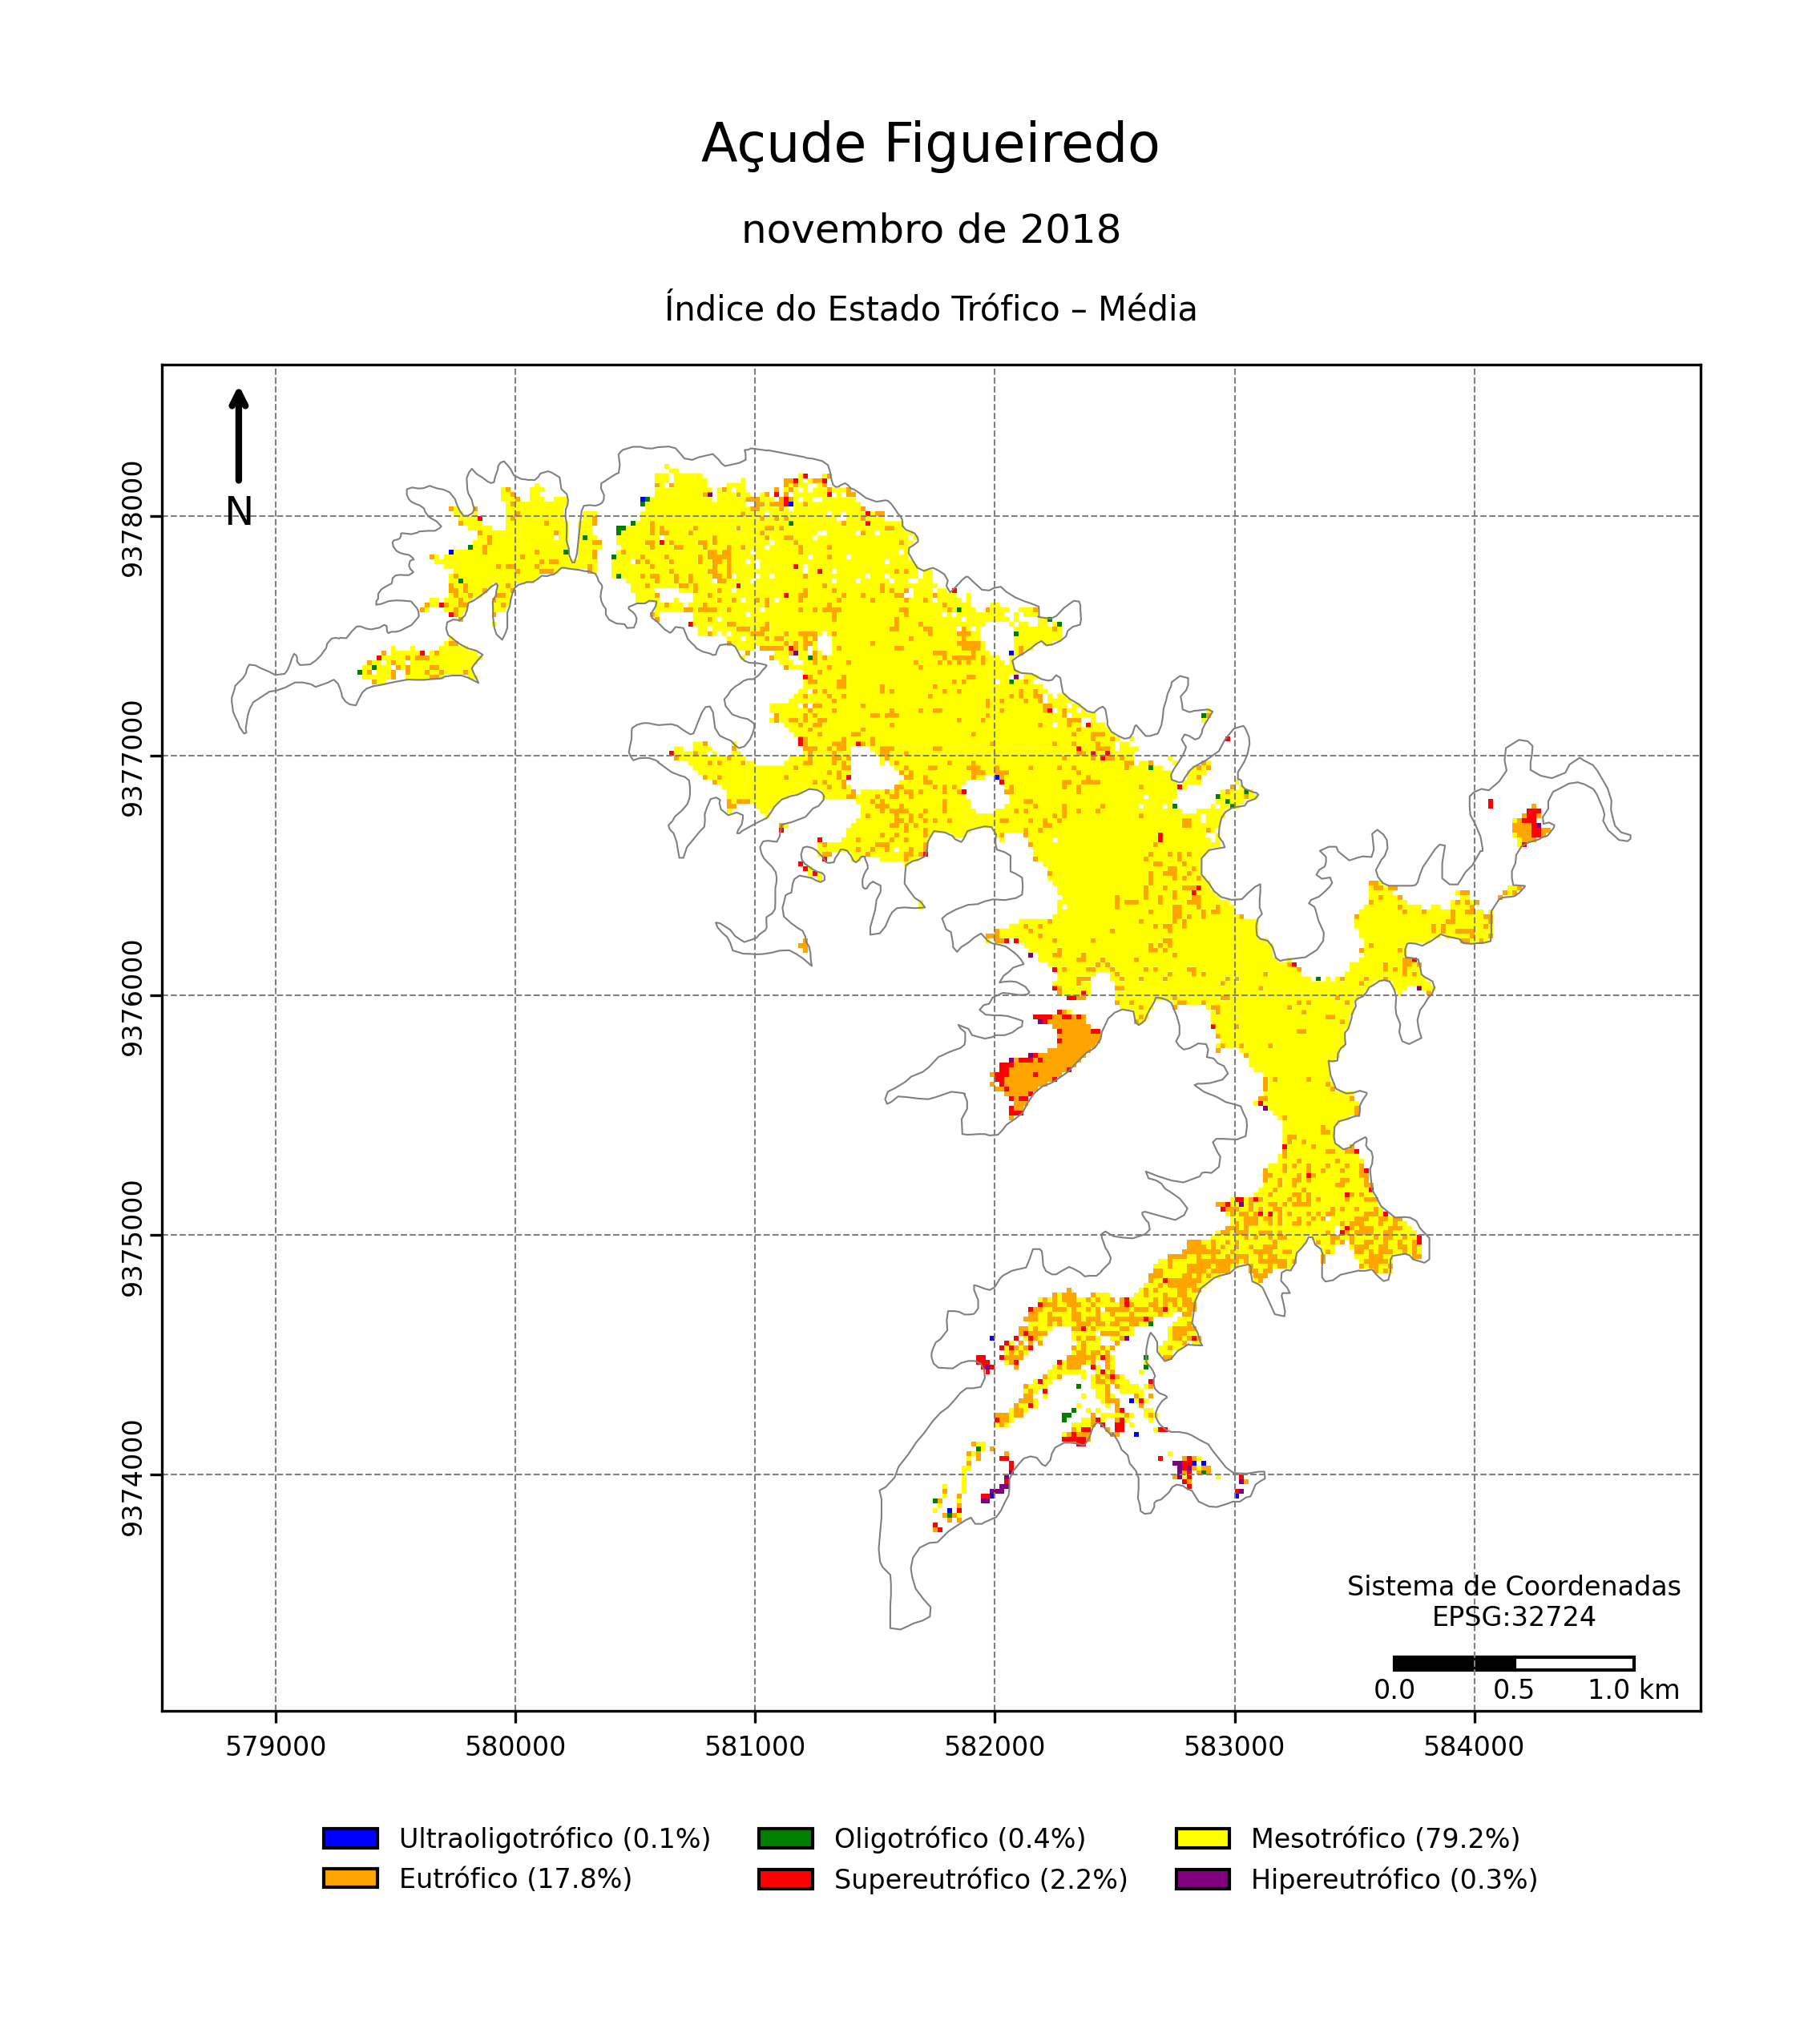 Açude Figueiredo
novembro de 2018
Índice do Estado Trófico – Média
N
9378000
9377000
9376000
9375000
9374000
Sistema de Coordenadas
EPSG:32724
0.0 0.5 1.0 km
579000 580000 581000 582000 583000 584000
Ultraoligotrófico (0.1%) Oligotrófico (0.4%) Mesotrófico (79.2%)
Eutrófico (17.8%) Supereutrófico (2.2%) Hipereutrófico (0.3%)